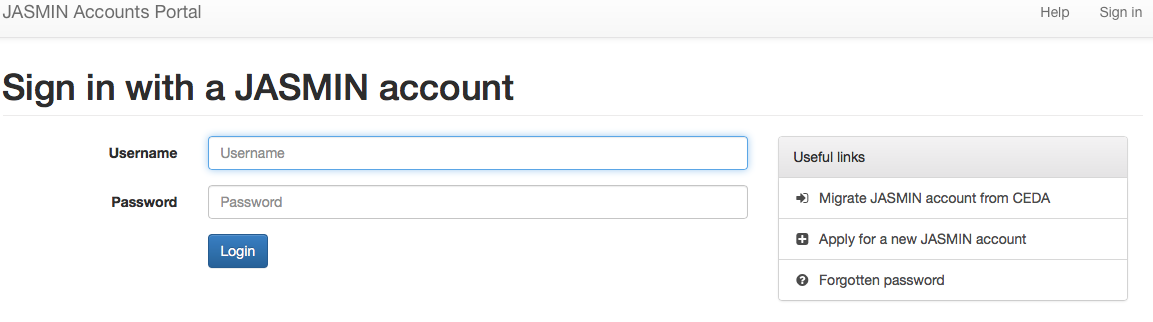 JASMIN Accounts Portal
Help
Sign in
Sign in with a JASMIN account
Username
Username
Password
Password
Login
Useful links
Migrate JASMIN account from CEDA
Apply for a new JASMIN account
Forgotten password